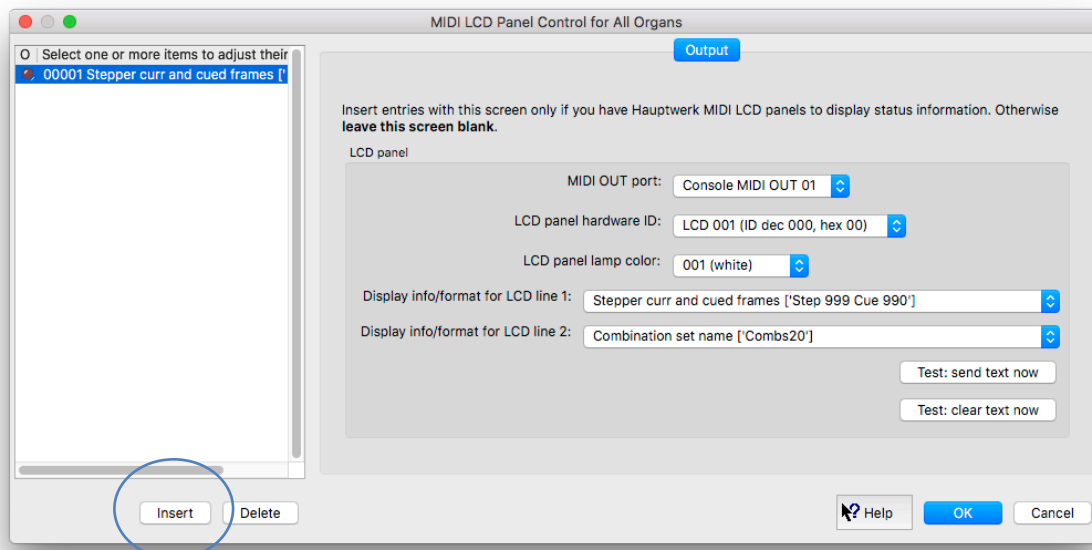 MIDI LCD Panel Control for All Organs
O Select one or more items to adjust their
00001 Stepper curr and cued frames ['
Output
Insert entries with this screen only if you have Hauptwerk MIDI LCD panels to display status information. Otherwise
leave this screen blank.
LCD panel
MIDI OUT port: Console MIDI OUT 01
LCD panel hardware ID: LCD 001 (ID dec 000, hex 00)
LCD panel lamp color: 001 (white)
Display info/format for LCD line 1: Stepper curr and cued frames ['Step 999 Cue 990']
Display info/format for LCD line 2: Combination set name ['Combs20']
Test: send text now
Test: clear text now
Insert Delete ? Help OK Cancel